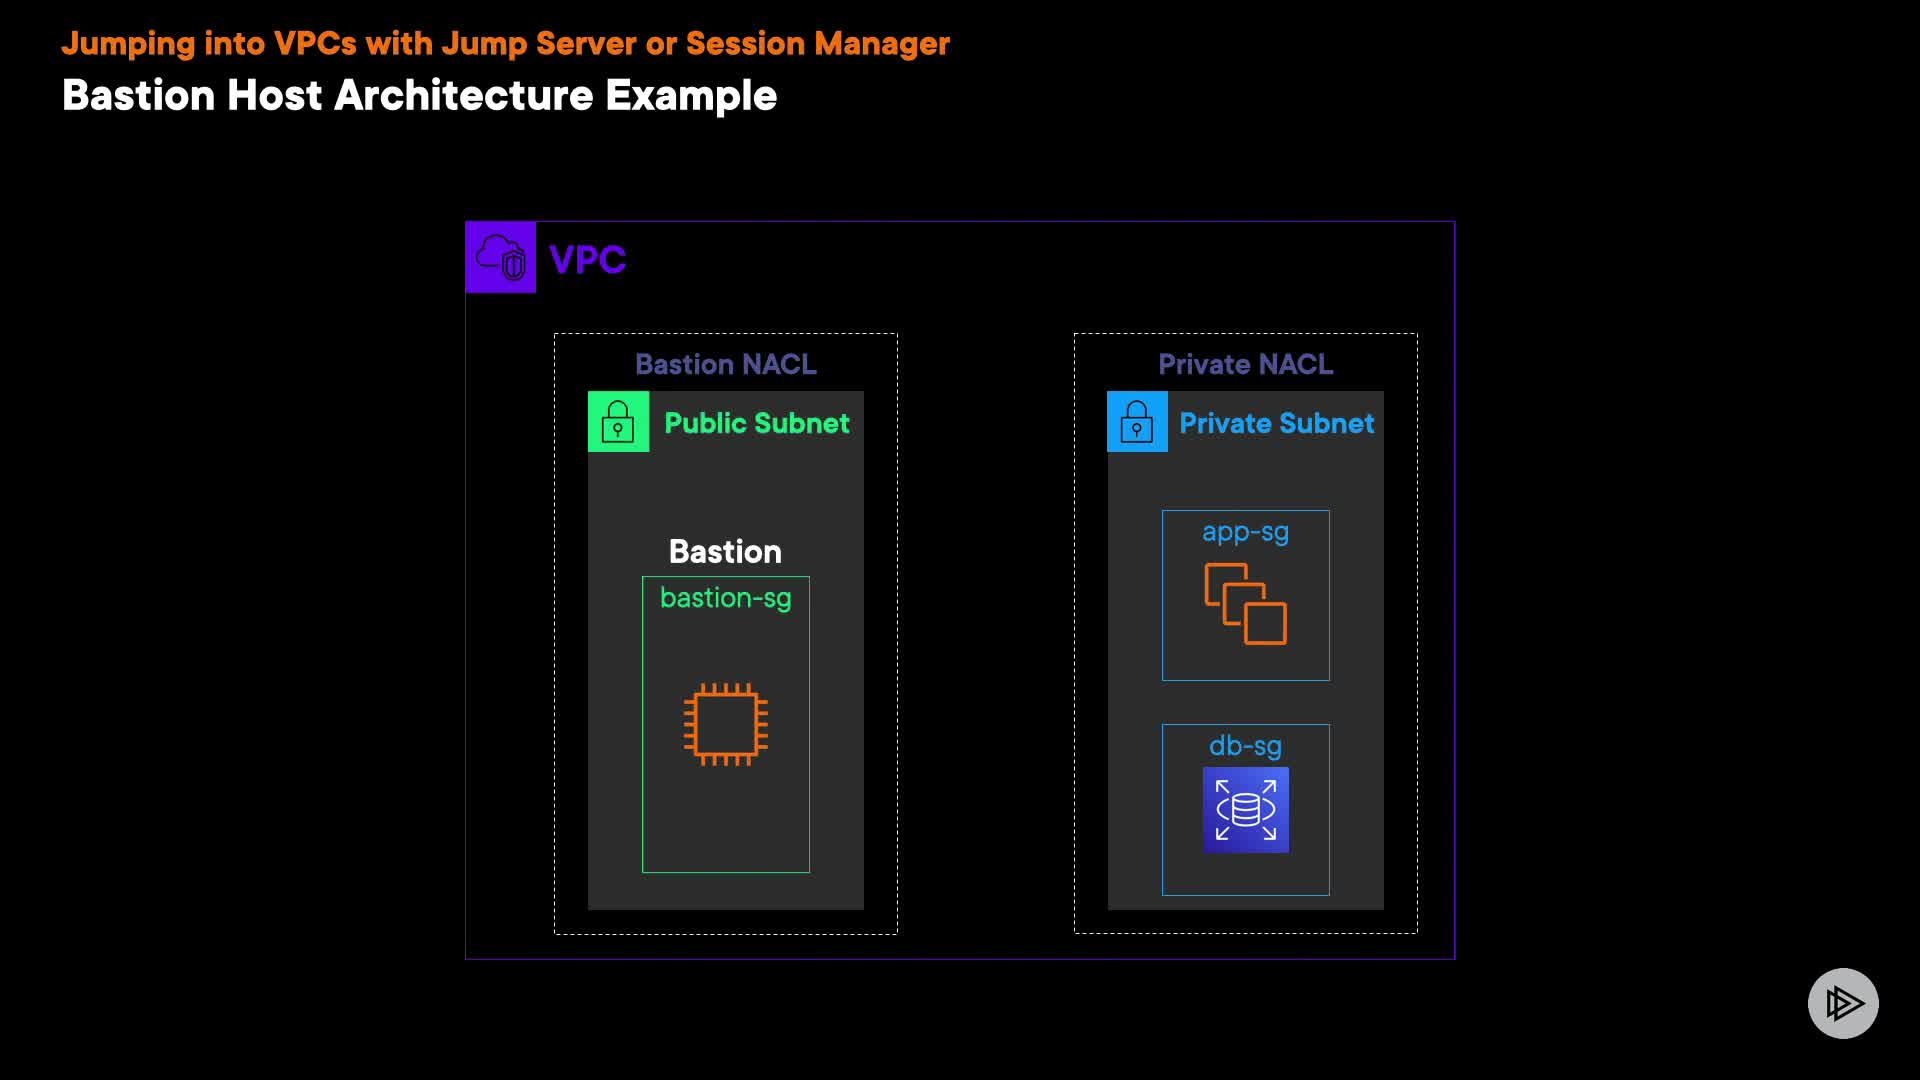 Jumping into VPCs with Jump Server or Session Manager
Bastion Host Architecture Example
VPC
Bastion NACL
Public Subnet
Bastion
bastion-sg
Private NACL
Private Subnet
app-sg
db-sg